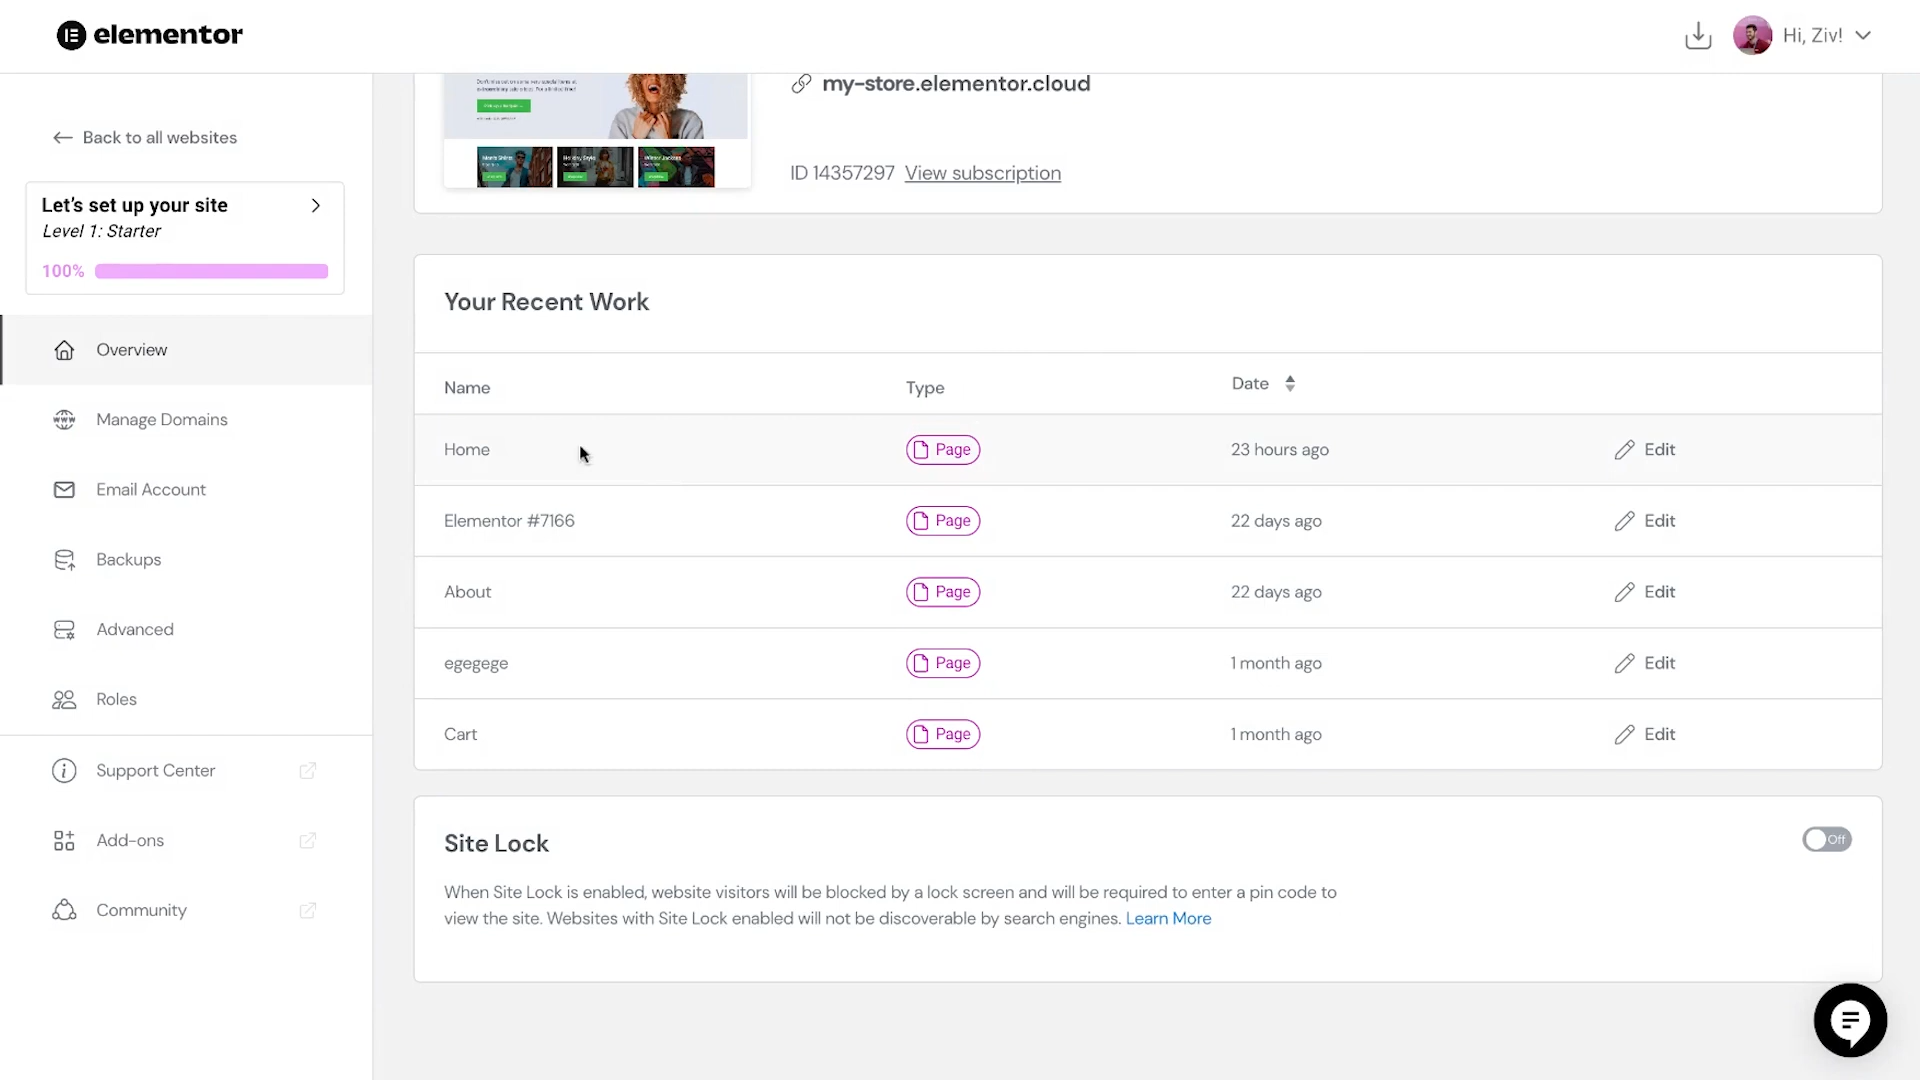 elementor
Hi, Ziv!
Back to all websites
Let's set up your site
Level 1: Starter
100%
Overview
Manage Domains
Email Account
Backups
Advanced
Roles
Support Center
Add-ons
Community
my-store.elementor.cloud
ID 14357297 View subscription
Your Recent Work
Name Type Date
Home Page 23 hours ago Edit
Elementor #7166 Page 22 days ago Edit
About Page 22 days ago Edit
egegege Page 1 month ago Edit
Cart Page 1 month ago Edit
Site Lock
Off
When Site Lock is enabled, website visitors will be blocked by a lock screen and will be required to enter a pin code to
view the site. Websites with Site Lock enabled will not be discoverable by search engines. Learn More